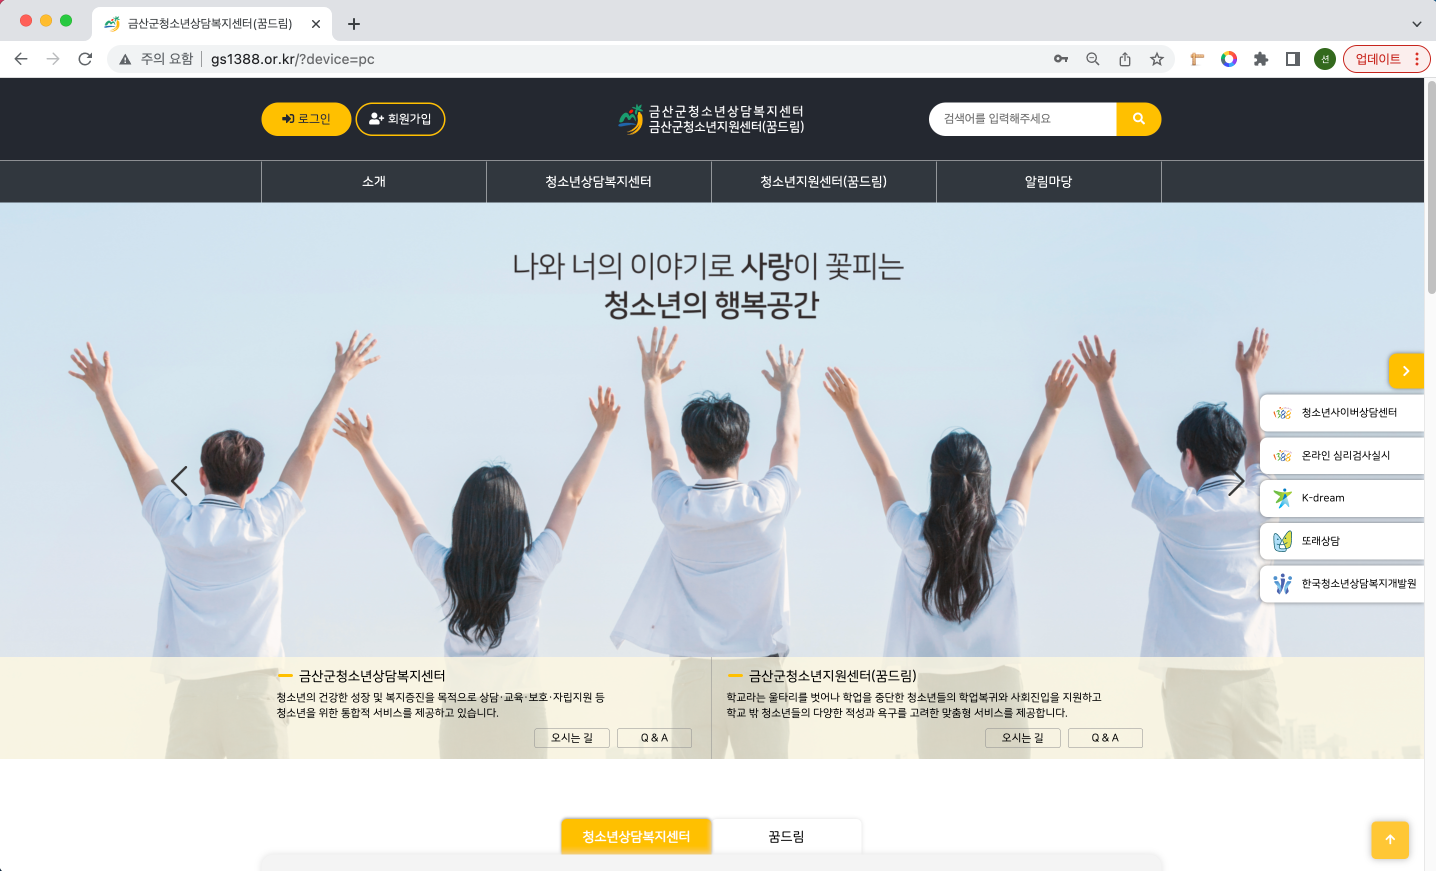 금산군청소년상담복지센터(꿈드림)
주의 요함
gs1388.or.kr/?device=pc
션
업데이트
로그인
회원가입
금산군청소년상담복지센터
금산군청소년지원센터(꿈드림)
검색어를 입력해주세요
소개
청소년상담복지센터
청소년지원센터(꿈드림)
알림마당
나와 너의 이야기로 사랑이 꽃피는
청소년의 행복공간
청소년사이버상담센터
온라인 심리검사실시
K-dream
또래상담
한국청소년상담복지개발원
금산군청소년상담복지센터
청소년의 건강한 성장 및 복지증진을 목적으로 상담·교육·보호·자립지원 등
청소년을 위한 통합적 서비스를 제공하고 있습니다.
오시는 길
Q & A
금산군청소년지원센터(꿈드림)
학교라는 울타리를 벗어나 학업을 중단한 청소년들의 학업복귀와 사회진입을 지원하고
학교 밖 청소년들의 다양한 적성과 욕구를 고려한 맞춤형 서비스를 제공합니다.
오시는 길
Q & A
청소년상담복지센터
꿈드림